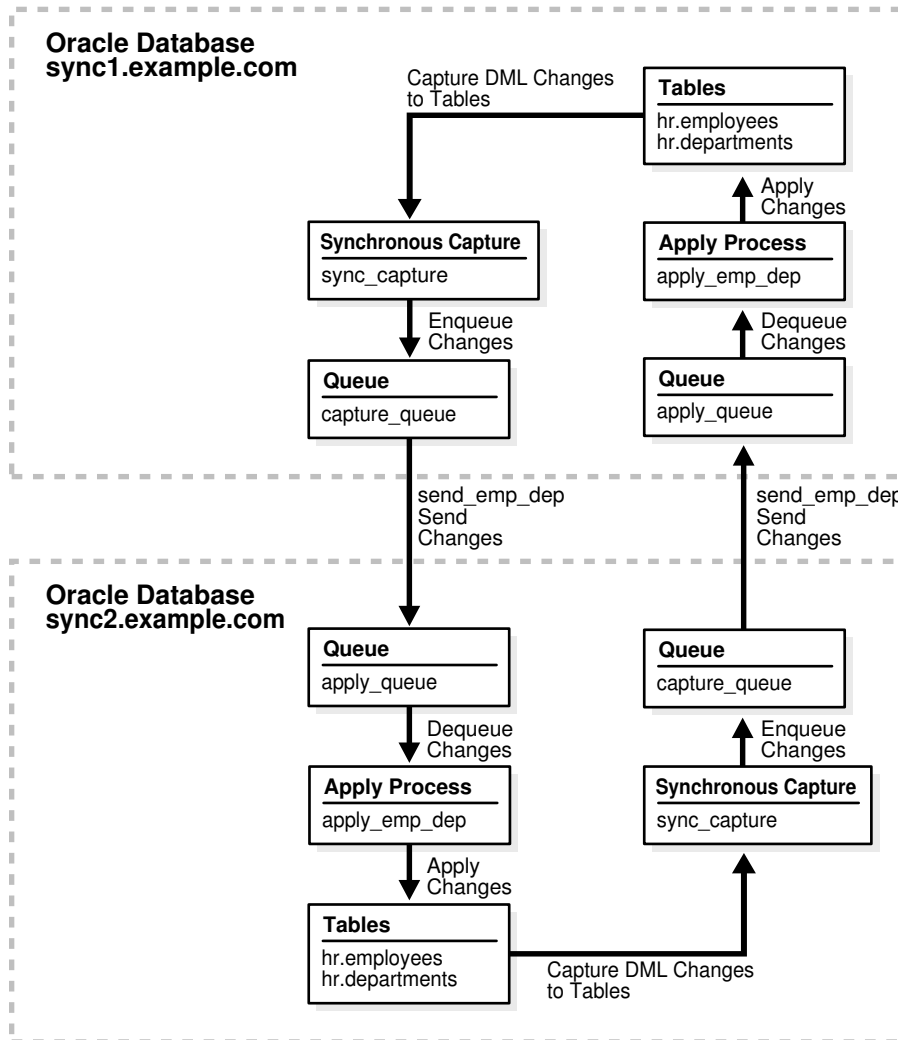 Oracle Database
sync1.example.com
Capture DML Changes
to Tables
Tables
hr.employees
hr.departments
Apply
Changes
Synchronous Capture
sync_capture
Apply Process
apply_emp_dep
Enqueue
Changes
Dequeue
Changes
Queue
capture_queue
Queue
apply_queue
send_emp_dep
Send
Changes
send_emp_dep
Send
Changes
Oracle Database
sync2.example.com
Queue
apply_queue
Queue
capture_queue
Dequeue
Changes
Enqueue
Changes
Apply Process
apply_emp_dep
Synchronous Capture
sync_capture
Apply
Changes
Tables
hr.employees
hr.departments
Capture DML Changes
to Tables